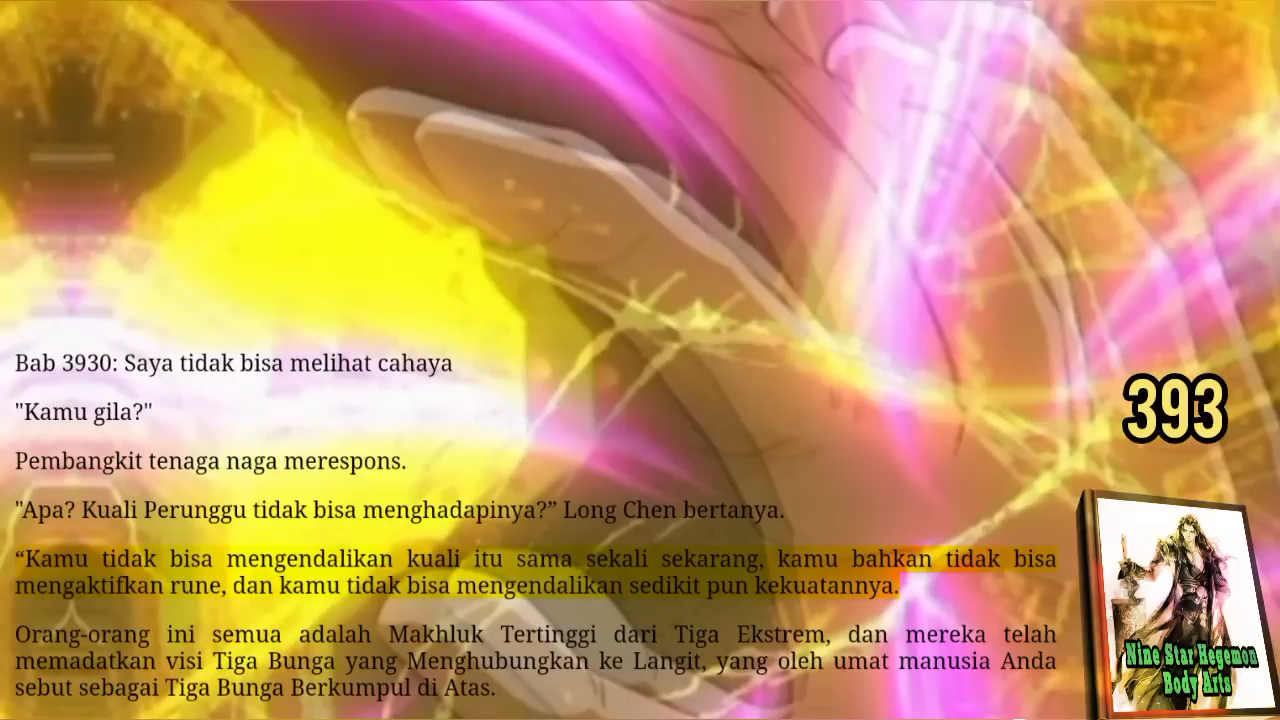 Bab 3930: Saya tidak bisa melihat cahaya
"Kamu gila?"
Pembangkit tenaga naga merespons.
"Apa? Kuali Perunggu tidak bisa menghadapinya?” Long Chen bertanya.
“Kamu tidak bisa mengendalikan kuali itu sama sekali sekarang, kamu bahkan tidak bisa
mengaktifkan rune, dan kamu tidak bisa mengendalikan sedikit pun kekuatannya.
Orang-orang ini semua adalah Makhluk Tertinggi dari Tiga Ekstrem, dan mereka telah
memadatkan visi Tiga Bunga yang Menghubungkan ke Langit, yang oleh umat manusia Anda
sebut sebagai Tiga Bunga Berkumpul di Atas.
393
Nine Star Hegemon
Body Arts